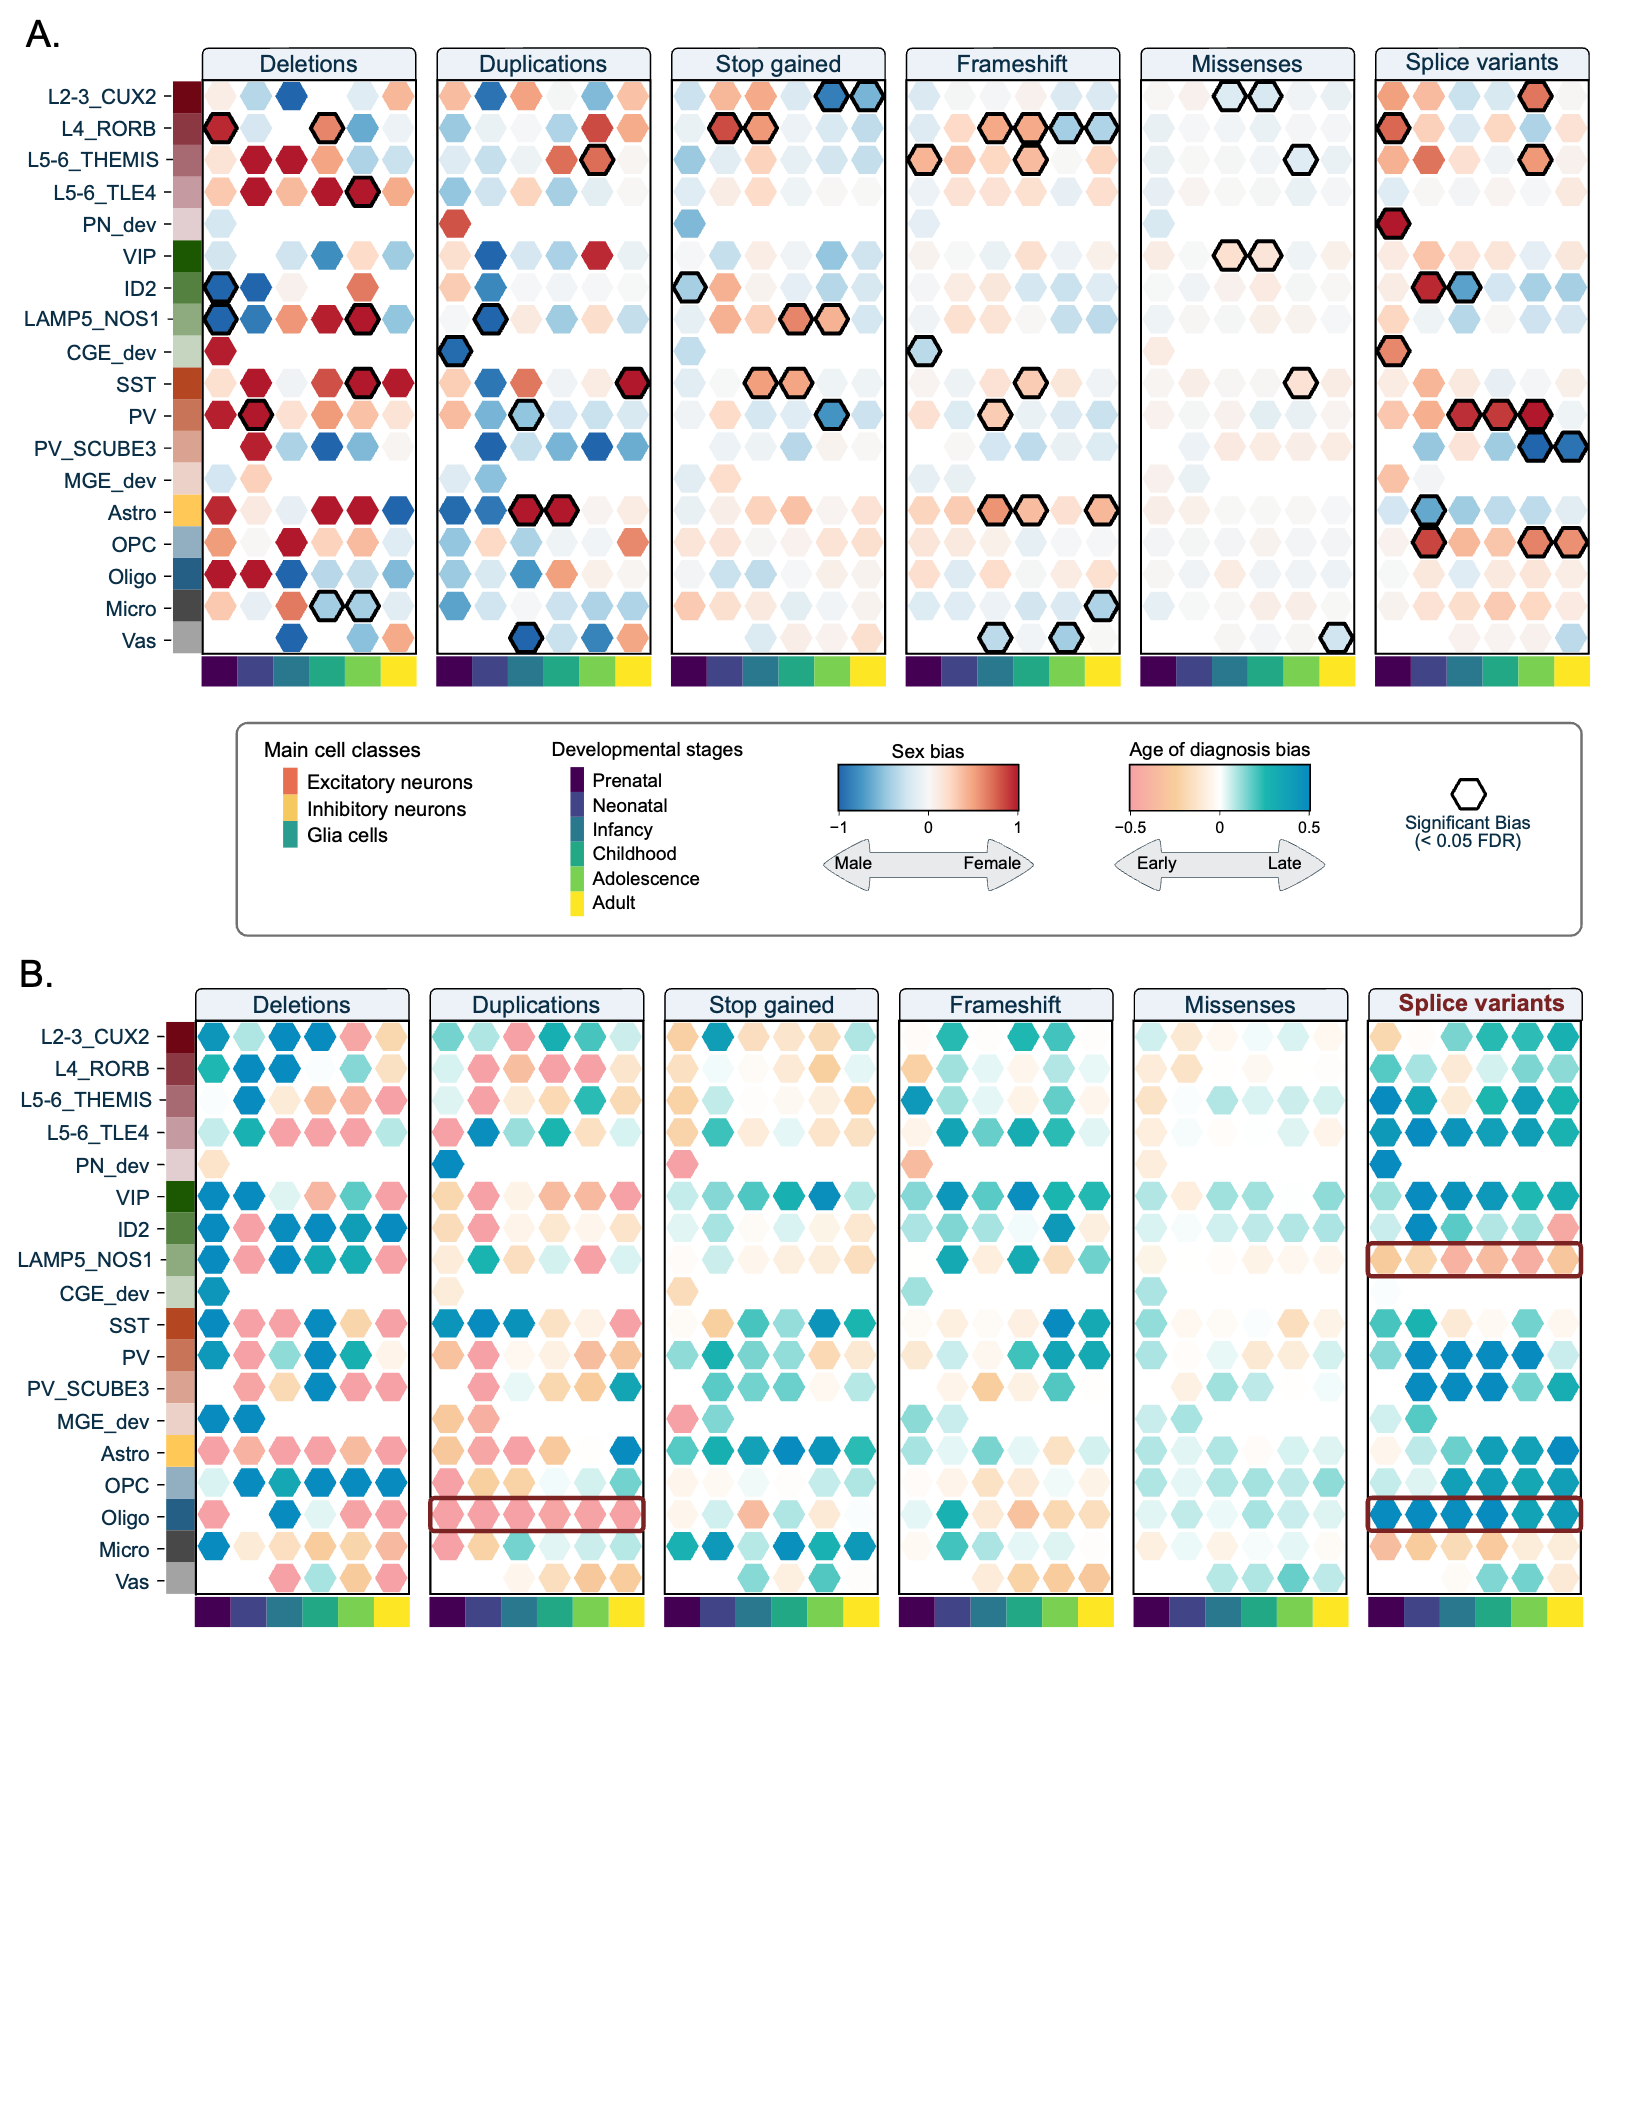 A.
Deletions
Duplications
Stop gained
Frameshift
Missenses
Splice variants
L2-3_CUX2
L4_RORB
L5-6_THEMIS
L5-6_TLE4
PN_dev
VIP
ID2
LAMP5_NOS1
CGE_dev
SST
PV
PV_SCUBE3
MGE_dev
Astro
OPC
Oligo
Micro
Vas
Main cell classes
Excitatory neurons
Inhibitory neurons
Glia cells
Developmental stages
Prenatal
Neonatal
Infancy
Childhood
Adolescence
Adult
Sex bias
−1 0 1
Male Female
Age of diagnosis bias
−0.5 0 0.5
Early Late
Significant Bias
(< 0.05 FDR)
B.
Deletions
Duplications
Stop gained
Frameshift
Missenses
Splice variants
L2-3_CUX2
L4_RORB
L5-6_THEMIS
L5-6_TLE4
PN_dev
VIP
ID2
LAMP5_NOS1
CGE_dev
SST
PV
PV_SCUBE3
MGE_dev
Astro
OPC
Oligo
Micro
Vas